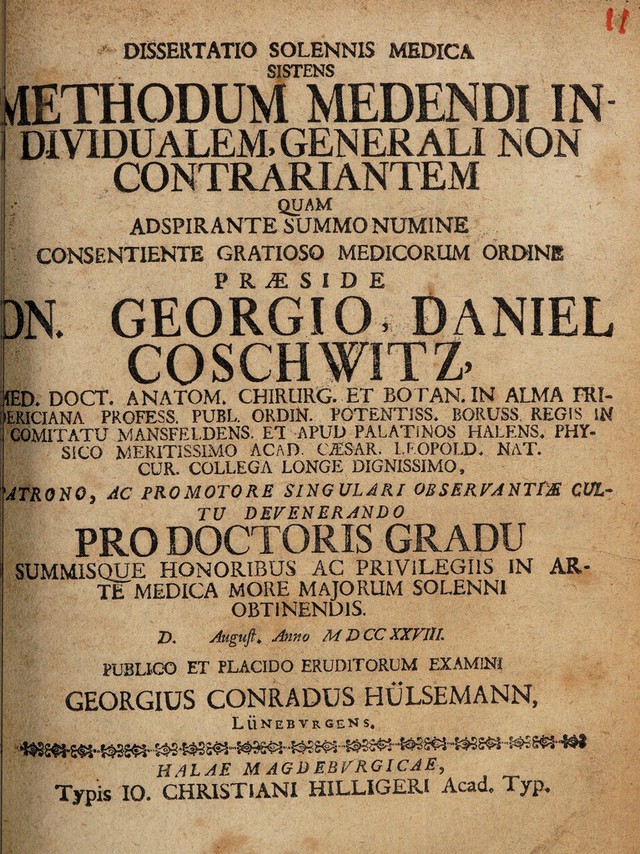 11
DISSERTATIO SOLENNIS MEDICA
SISTENS
METHODUM MEDENDI IN-
DIVIDUALEM, GENERALI NON
CONTRARIANTEM
QUAM
ADSPIRANTE SUMMO NUMINE
CONSENTIENTE GRATIOSO MEDICORUM ORDINE
PRÆSIDE
DN. GEORGIO, DANIEL
COSCHWITZ,
MED. DOCT. ANATOM. CHIRURG. ET BOTAN. IN ALMA FRI-
DERICIANA PROFESS. PUBL. ORDIN. POTENTISS. BORUSS. REGIS IN
COMITATU MANSFELDENS. ET APUD PALATINOS HALENS. PHY-
SICO MERITISSIMO ACAD. CÆSAR. LEOPOLD. NAT.
CUR. COLLEGA LONGE DIGNISSIMO,
PATRONO, AC PROMOTORE SINGULARI OBSERVANTIÆ CUL-
TU DEVENERANDO
PRO DOCTORIS GRADU
SUMMISQUE HONORIBUS AC PRIVILEGIIS IN AR-
TE MEDICA MORE MAJORUM SOLENNI
OBTINENDIS.
D. August. Anno MDCCXXVIII.
PUBLICO ET PLACIDO ERUDITORUM EXAMINI
GEORGIUS CONRADUS HÜLSEMANN,
LÜNEBVRGENS.
HALAE MAGDEBVRGICAE,
Typis IO. CHRISTIANI HILLIGERI Acad. Typ.